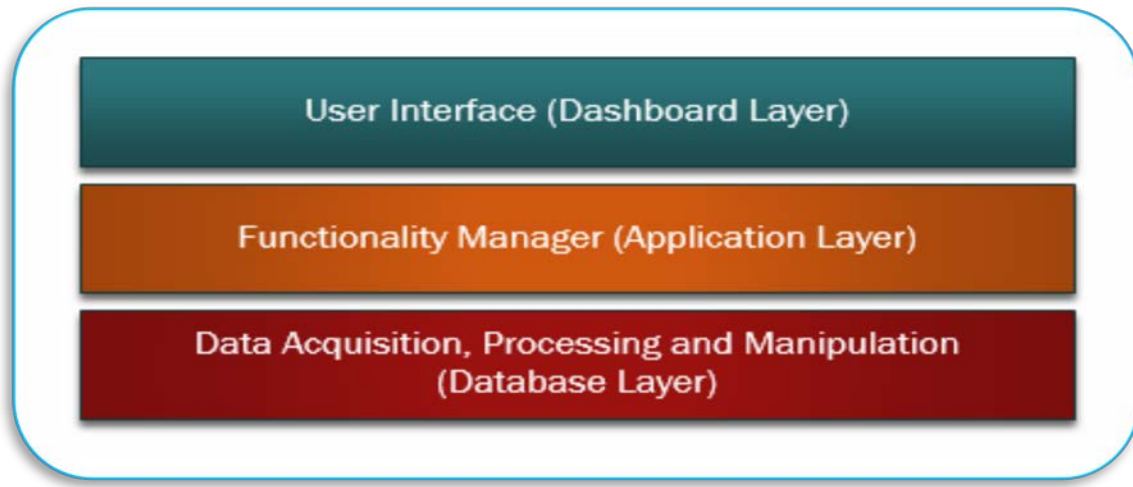 User Interface (Dashboard Layer)
Functionality Manager (Application Layer)
Data Acquisition, Processing and Manipulation
(Database Layer)